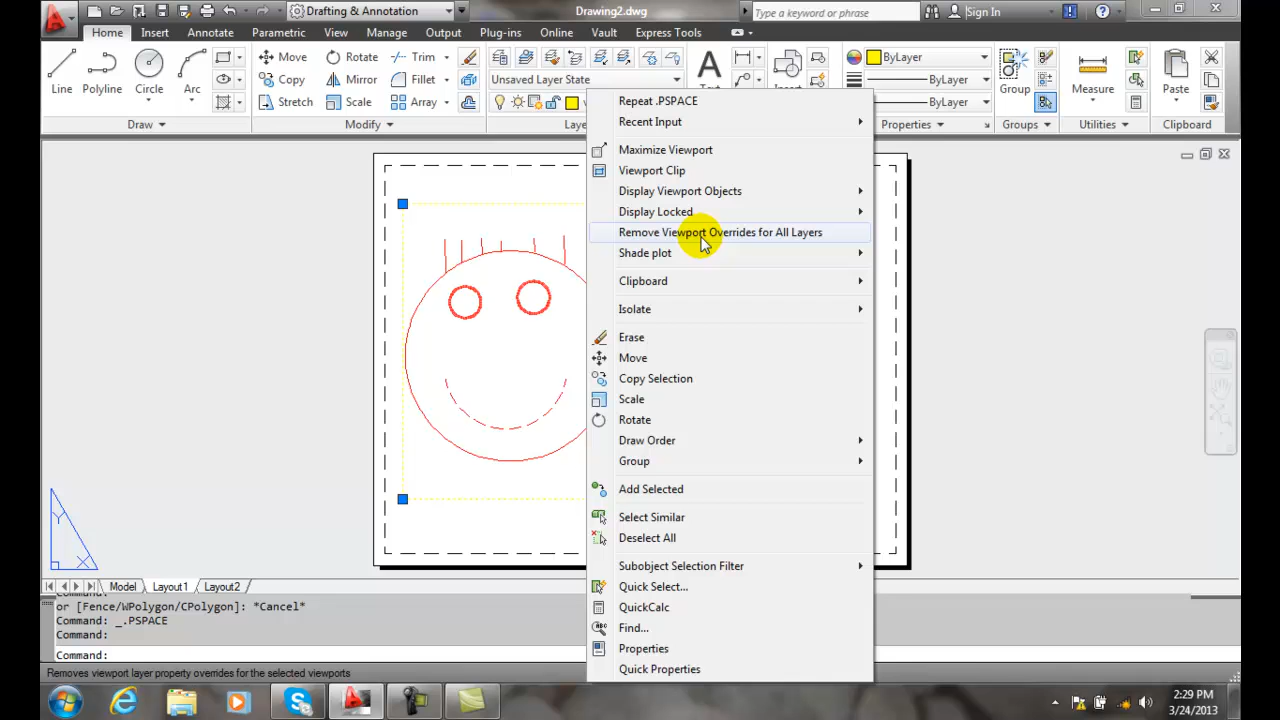 Drafting & Annotation
Drawing2.dwg
Type a keyword or phrase
Sign In
Home
Insert
Annotate
Parametric
View
Manage
Output
Plug-ins
Online
Vault
Express Tools
Line
Polyline
Circle
Arc
Move
Rotate
Trim
Copy
Mirror
Fillet
Stretch
Scale
Array
Unsaved Layer State
ByLayer
ByLayer
ByLayer
Group
Measure
Paste
Draw
Modify
Properties
Groups
Utilities
Clipboard
Repeat .PSPACE
Recent Input
Maximize Viewport
Viewport Clip
Display Viewport Objects
Display Locked
Remove Viewport Overrides for All Layers
Shade plot
Clipboard
Isolate
Erase
Move
Copy Selection
Scale
Rotate
Draw Order
Group
Add Selected
Select Similar
Deselect All
Subobject Selection Filter
Quick Select...
QuickCalc
Find...
Properties
Quick Properties
Y
X
Model
Layout1
Layout2
or [Fence/WPolygon/CPolygon]: *Cancel*
Command: _.PSPACE
Command:
Command:
Removes viewport layer property overrides for the selected viewports
2:29 PM
3/24/2013